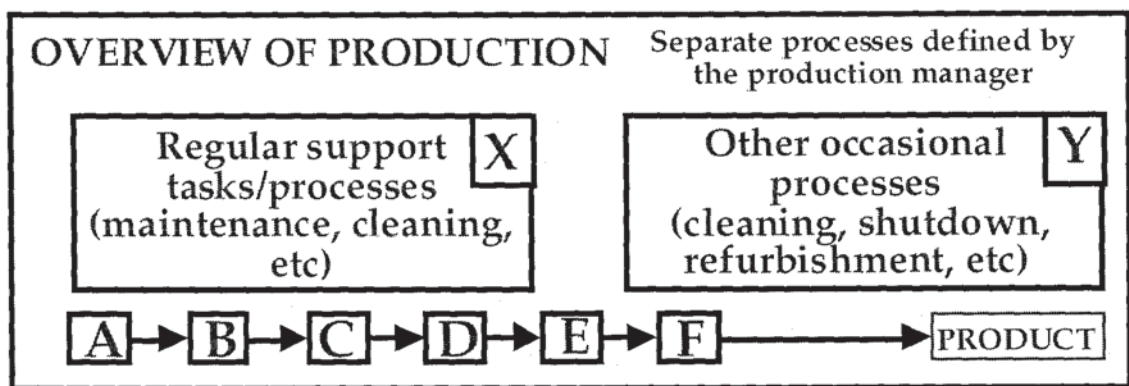 OVERVIEW OF PRODUCTION
Separate processes defined by
the production manager
Regular support
tasks/processes
(maintenance, cleaning,
etc)
X
Other occasional
processes
(cleaning, shutdown,
refurbishment, etc)
Y
A B C D E F PRODUCT